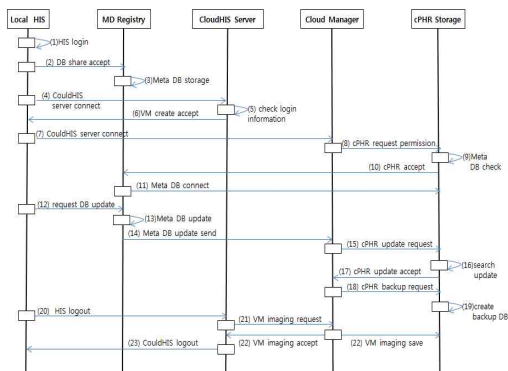 Local HIS
MD Registry
CloudHIS Server
Cloud Manager
cPHR Storage
(1)HIS login
(2) DB share accept
(3)Meta DB storage
(4) CouldHIS
server connect
(5) check login
information
(6)VM create accept
(7) CouldHIS server connect
(8) cPHR request permission
(9)Meta
DB check
(10) cPHR accept
(11) Meta DB connect
(12) request DB update
(13)Meta DB update
(14) Meta DB update send
(15) cPHR update request
(16)search
update
(17) cPHR update accept
(18) cPHR backup request
(19)create
backup DB
(20) HIS logout
(21) VM imaging request
(22) VM imaging accept
(22) VM imaging save
(23) CouldHIS logout